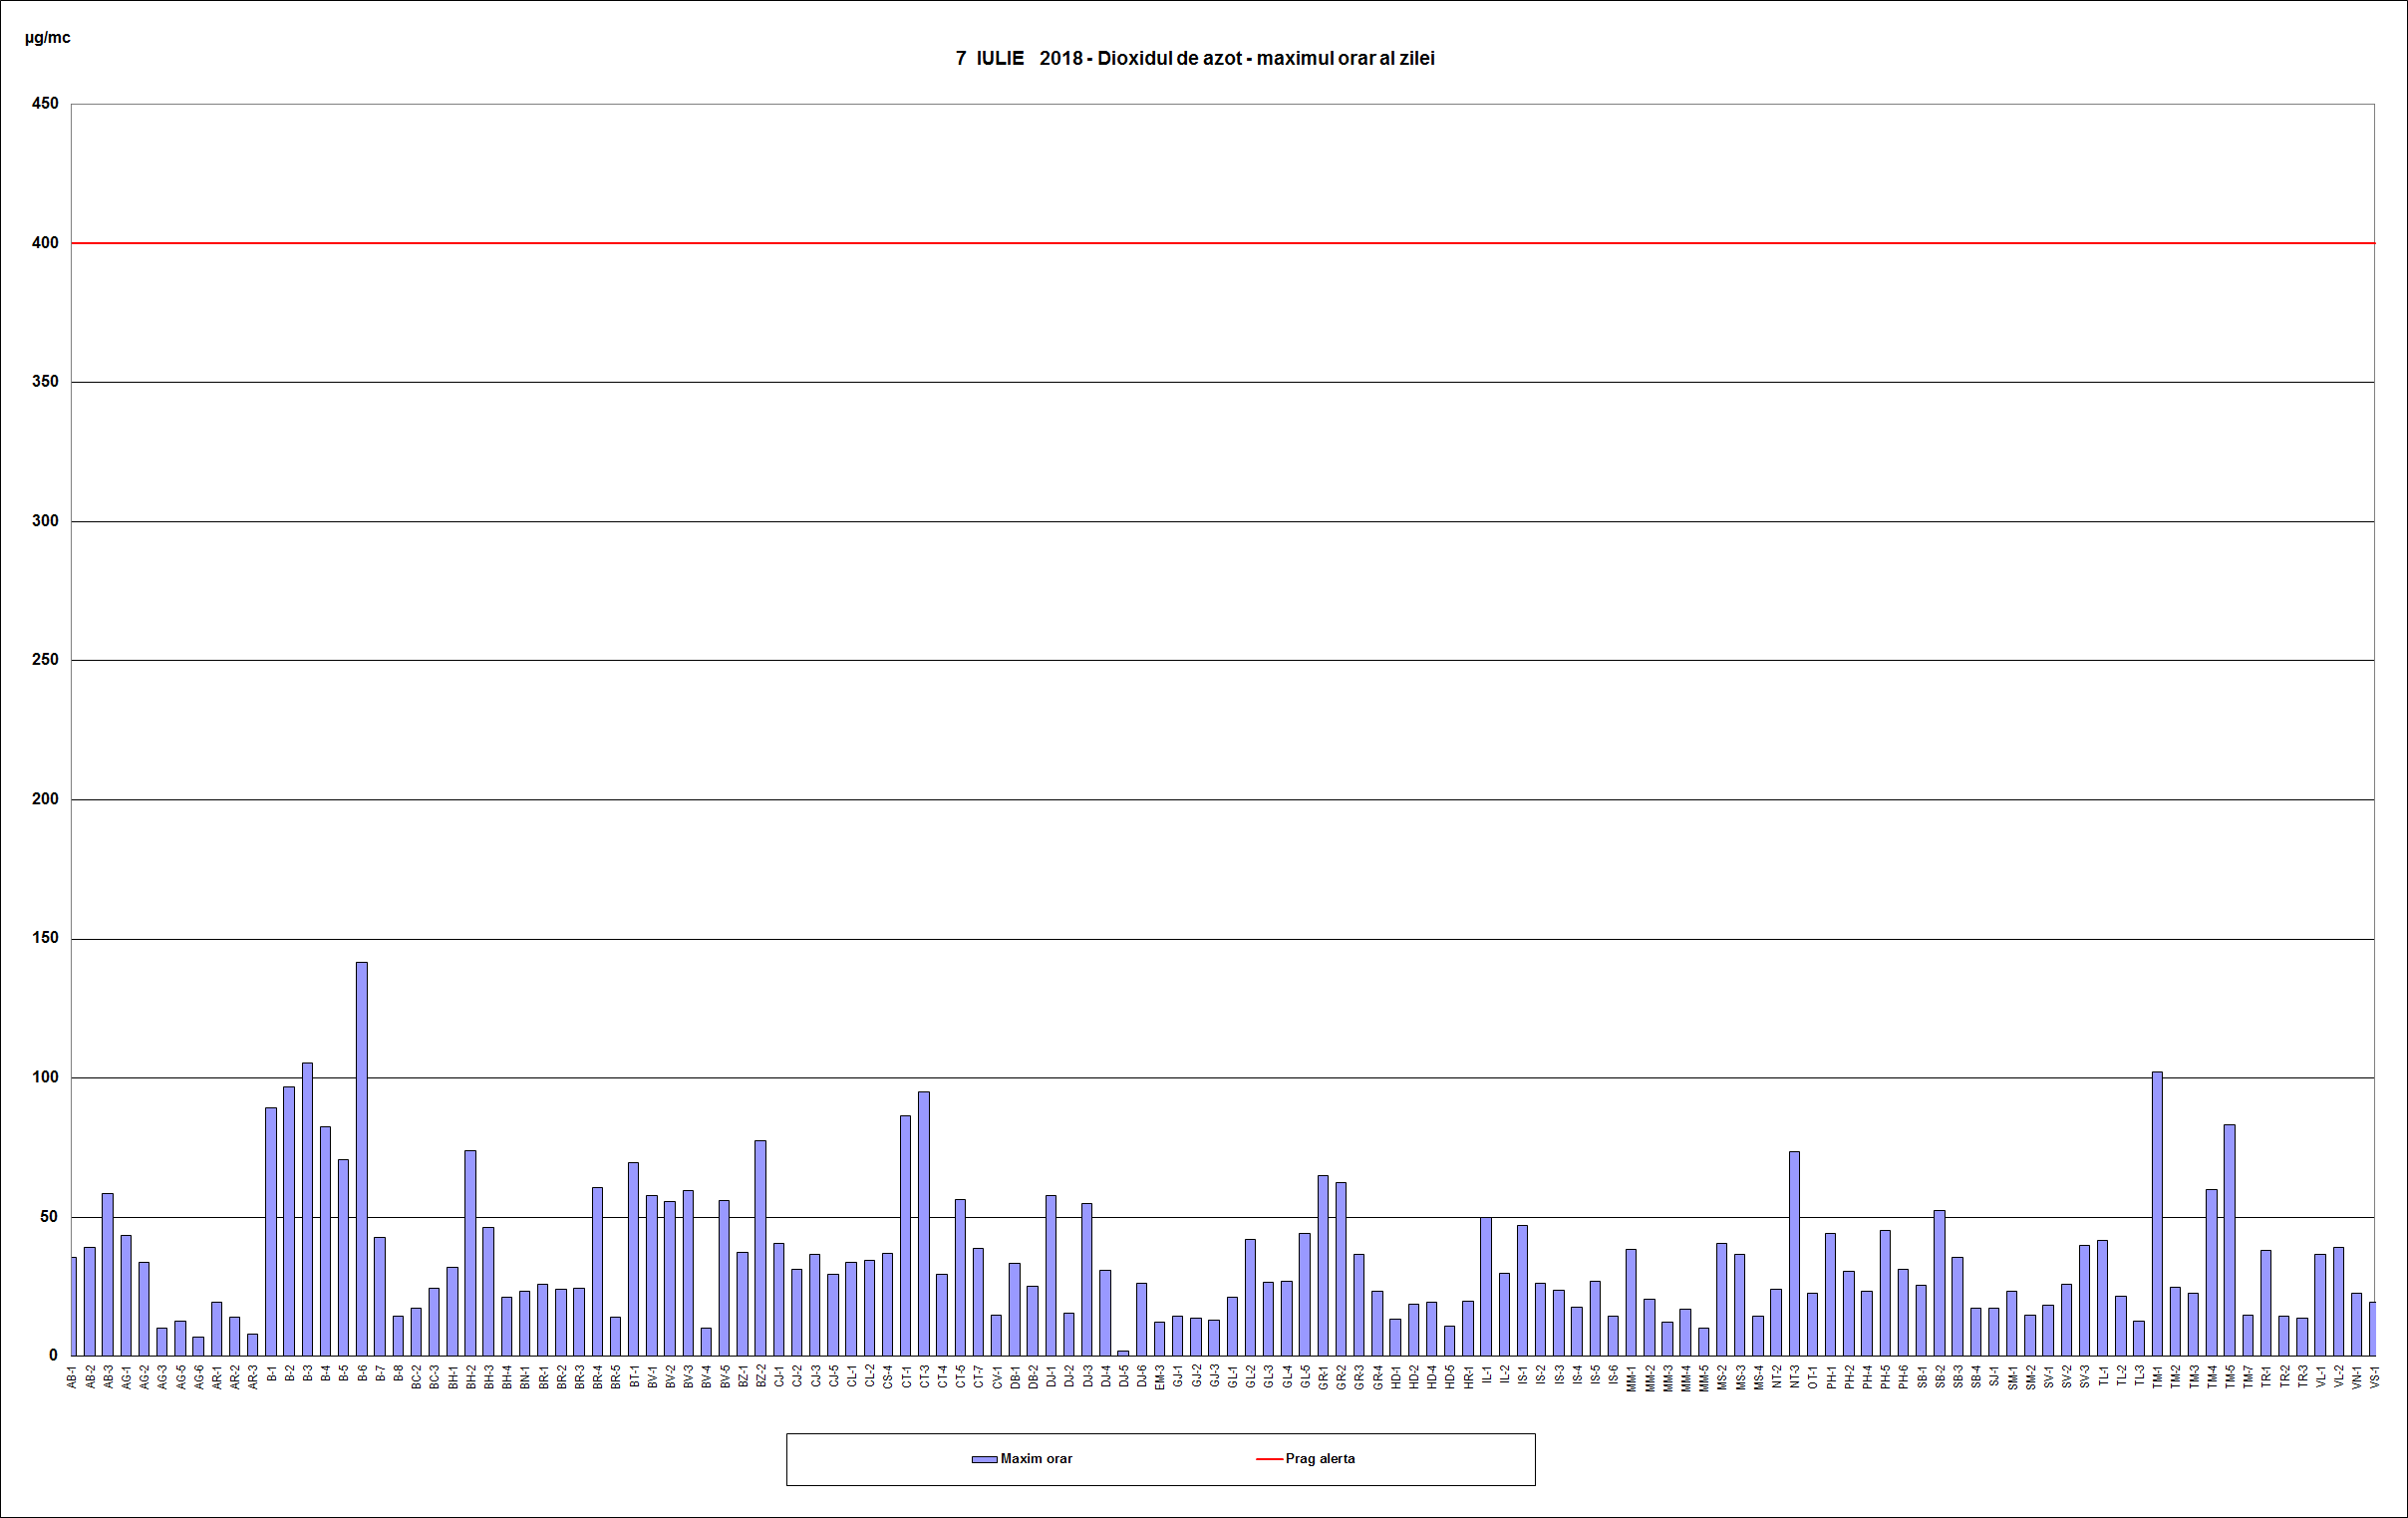 µg/mc
7 IULIE 2018 - Dioxidul de azot - maximul orar al zilei
450
400
350
300
250
200
150
100
50
0
AB-1 AB-2 AB-3 AG-1 AG-2 AG-3 AG-5 AG-6 AR-1 AR-2 AR-3 B-1 B-2 B-3 B-4 B-5 B-6 B-7 B-8 BC-2 BC-3 BH-1 BH-2 BH-3 BH-4 BN-1 BR-1 BR-2 BR-3 BR-4 BR-5 BT-1 BV-1 BV-2 BV-3 BV-4 BV-5 BZ-1 BZ-2 CJ-1 CJ-2 CJ-3 CJ-5 CL-1 CL-2 CS-4 CT-1 CT-3 CT-4 CT-5 CT-7 CV-1 DB-1 DB-2 DJ-1 DJ-2 DJ-3 DJ-4 DJ-5 DJ-6 EM-3 GJ-1 GJ-2 GJ-3 GL-1 GL-2 GL-3 GL-4 GL-5 GR-1 GR-2 GR-3 GR-4 HD-1 HD-2 HD-4 HD-5 HR-1 IL-1 IL-2 IS-1 IS-2 IS-3 IS-4 IS-5 IS-6 MM-1 MM-2 MM-3 MM-4 MM-5 MS-2 MS-3 MS-4 NT-2 NT-3 OT-1 PH-1 PH-2 PH-4 PH-5 PH-6 SB-1 SB-2 SB-3 SB-4 SJ-1 SM-1 SM-2 SV-1 SV-2 SV-3 TL-1 TL-2 TL-3 TM-1 TM-2 TM-3 TM-4 TM-5 TM-7 TR-1 TR-2 TR-3 VL-1 VL-2 VN-1 VS-1
Maxim orar Prag alerta